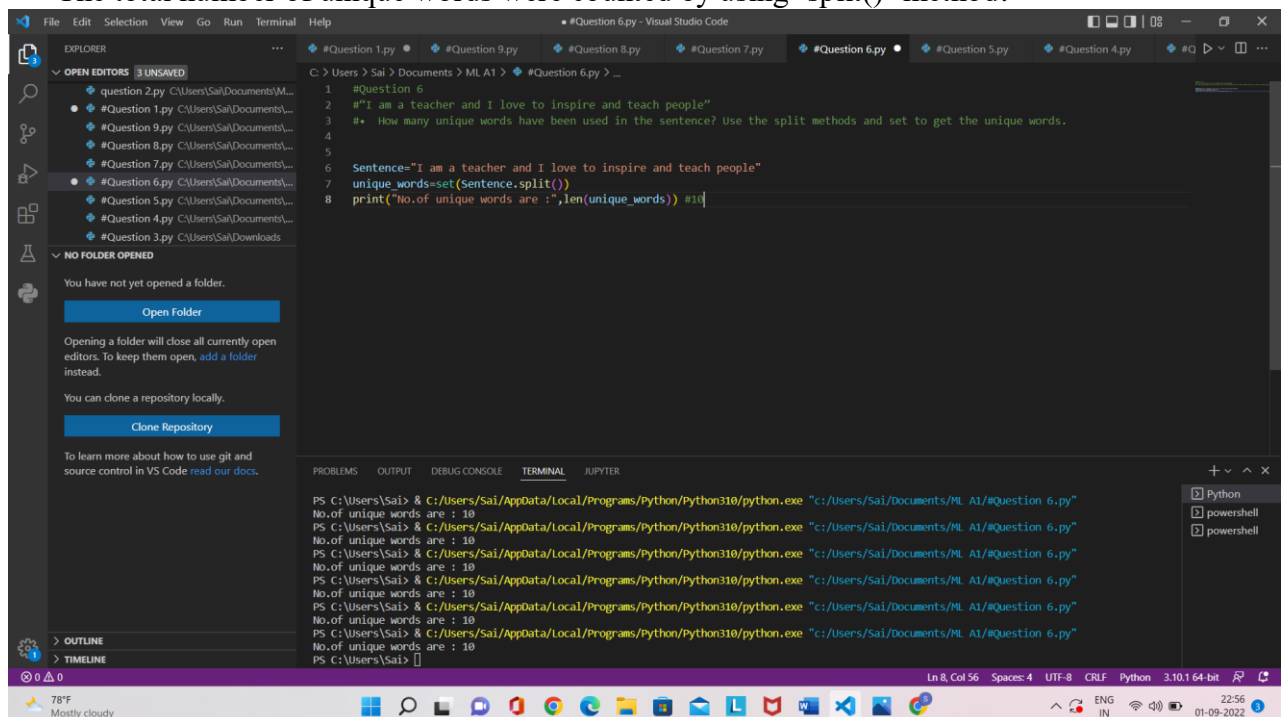 The total number of unique words were counted by using "split()" method.
File Edit Selection View Go Run Terminal Help
● #Question 6.py - Visual Studio Code
EXPLORER ...
#Question 1.py ● #Question 9.py #Question 8.py #Question 7.py #Question 6.py ● #Question 5.py #Question 4.py #Q
OPEN EDITORS 3 UNSAVED
question 2.py C:\Users\Sai\Documents\M...
● #Question 1.py C:\Users\Sai\Documents\...
#Question 9.py C:\Users\Sai\Documents\...
#Question 8.py C:\Users\Sai\Documents\...
#Question 7.py C:\Users\Sai\Documents\...
● #Question 6.py C:\Users\Sai\Documents\...
#Question 5.py C:\Users\Sai\Documents\...
#Question 4.py C:\Users\Sai\Documents\...
#Question 3.py C:\Users\Sai\Downloads
NO FOLDER OPENED
You have not yet opened a folder.
Open Folder
Opening a folder will close all currently open
editors. To keep them open, add a folder
instead.
You can clone a repository locally.
Clone Repository
To learn more about how to use git and
source control in VS Code read our docs.
OUTLINE
TIMELINE
C: > Users > Sai > Documents > ML A1 > #Question 6.py > ...
1 #Question 6
2 #“I am a teacher and I love to inspire and teach people”
3 #• How many unique words have been used in the sentence? Use the split methods and set to get the unique words.
4
5
6 Sentence="I am a teacher and I love to inspire and teach people"
7 unique_words=set(Sentence.split())
8 print("No.of unique words are :",len(unique_words)) #10
PROBLEMS OUTPUT DEBUG CONSOLE TERMINAL JUPYTER
PS C:\Users\Sai> & C:/Users/Sai/AppData/Local/Programs/Python/Python310/python.exe "c:/Users/Sai/Documents/ML A1/#Question 6.py"
No.of unique words are : 10
PS C:\Users\Sai> & C:/Users/Sai/AppData/Local/Programs/Python/Python310/python.exe "c:/Users/Sai/Documents/ML A1/#Question 6.py"
No.of unique words are : 10
PS C:\Users\Sai> & C:/Users/Sai/AppData/Local/Programs/Python/Python310/python.exe "c:/Users/Sai/Documents/ML A1/#Question 6.py"
No.of unique words are : 10
PS C:\Users\Sai> & C:/Users/Sai/AppData/Local/Programs/Python/Python310/python.exe "c:/Users/Sai/Documents/ML A1/#Question 6.py"
No.of unique words are : 10
PS C:\Users\Sai> & C:/Users/Sai/AppData/Local/Programs/Python/Python310/python.exe "c:/Users/Sai/Documents/ML A1/#Question 6.py"
No.of unique words are : 10
PS C:\Users\Sai> & C:/Users/Sai/AppData/Local/Programs/Python/Python310/python.exe "c:/Users/Sai/Documents/ML A1/#Question 6.py"
No.of unique words are : 10
PS C:\Users\Sai>
Python
powershell
powershell
0 0 Ln 8, Col 56 Spaces: 4 UTF-8 CRLF Python 3.10.1 64-bit
78°F
Mostly cloudy
ENG
IN
22:56
01-09-2022
3